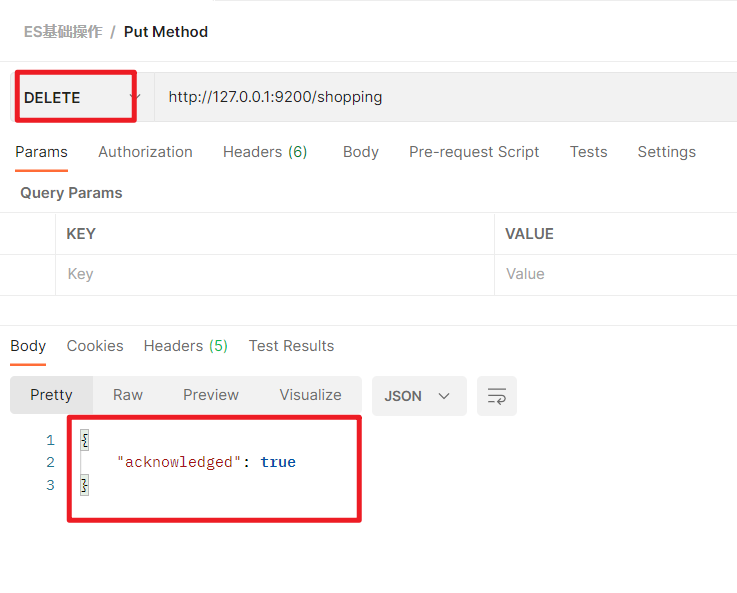 ES基础操作 / Put Method
DELETE http://127.0.0.1:9200/shopping
Params Authorization Headers (6) Body Pre-request Script Tests Settings
Query Params
KEY VALUE
Key Value
Body Cookies Headers (5) Test Results
Pretty Raw Preview Visualize JSON
1 {
2 "acknowledged": true
3 }